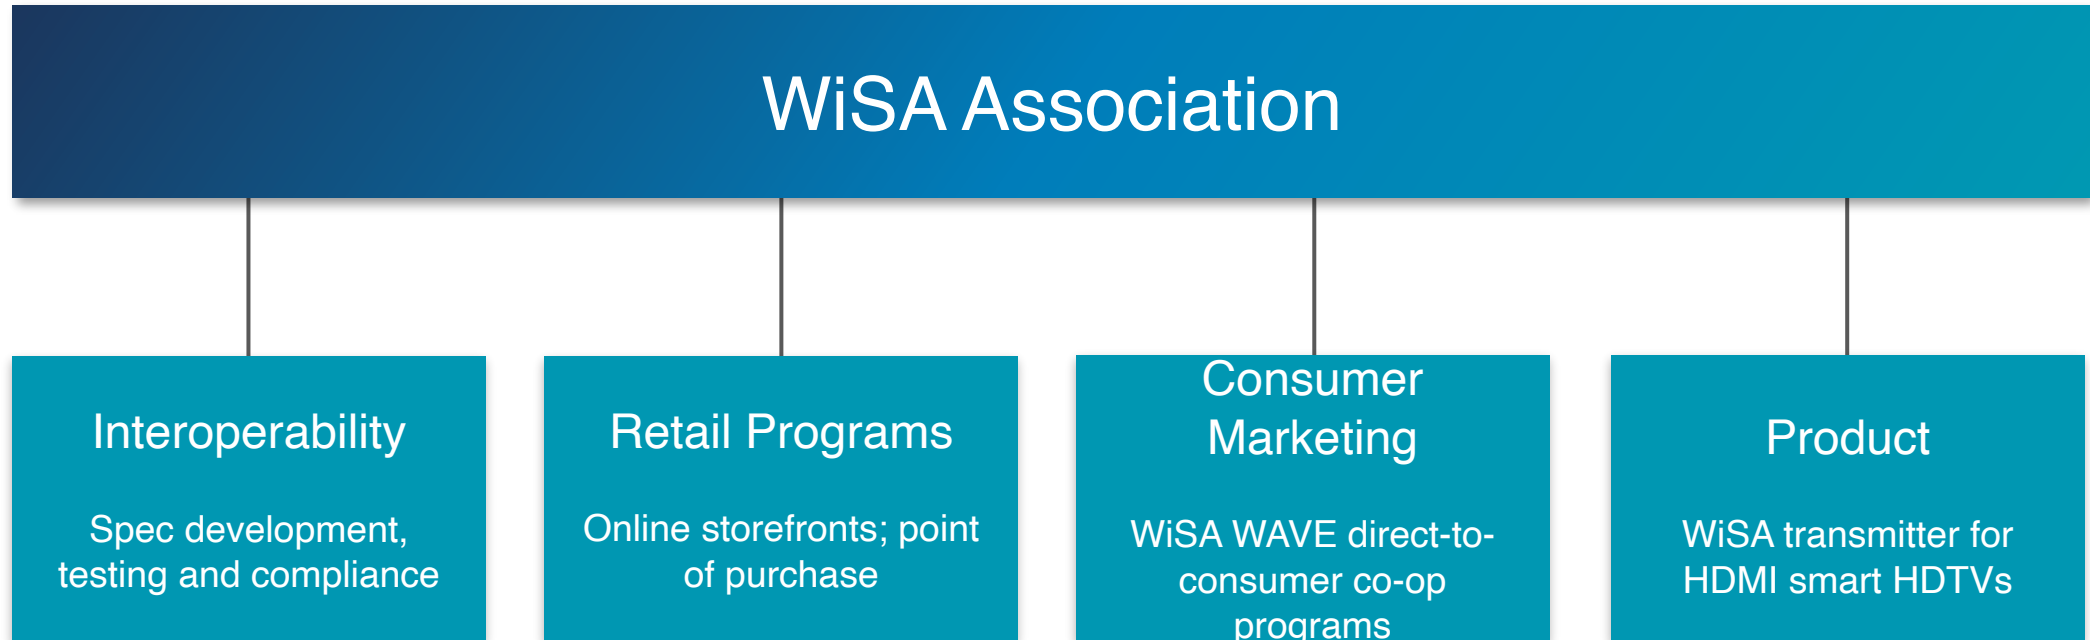 WiSA Association
Interoperability
Spec development,
testing and compliance
Retail Programs
Online storefronts; point
of purchase
Consumer
Marketing
WiSA WAVE direct-to-
consumer co-op
programs
Product
WiSA transmitter for
HDMI smart HDTVs